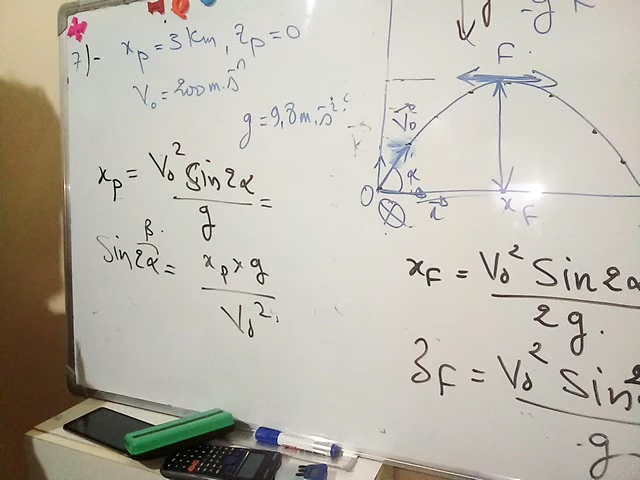 7)- xp = 3 km, Zp = 0
V₀ = 200 m.s⁻¹
g = 9,8 m.s⁻²
xp = V₀² Sin2α / g =
β
Sin2α = xp × g / V₀²
g
-g k
F
V₀
k
α
O
i
xF
xF = V₀² Sin2α / 2g.
ZF = V₀² Sin² / g